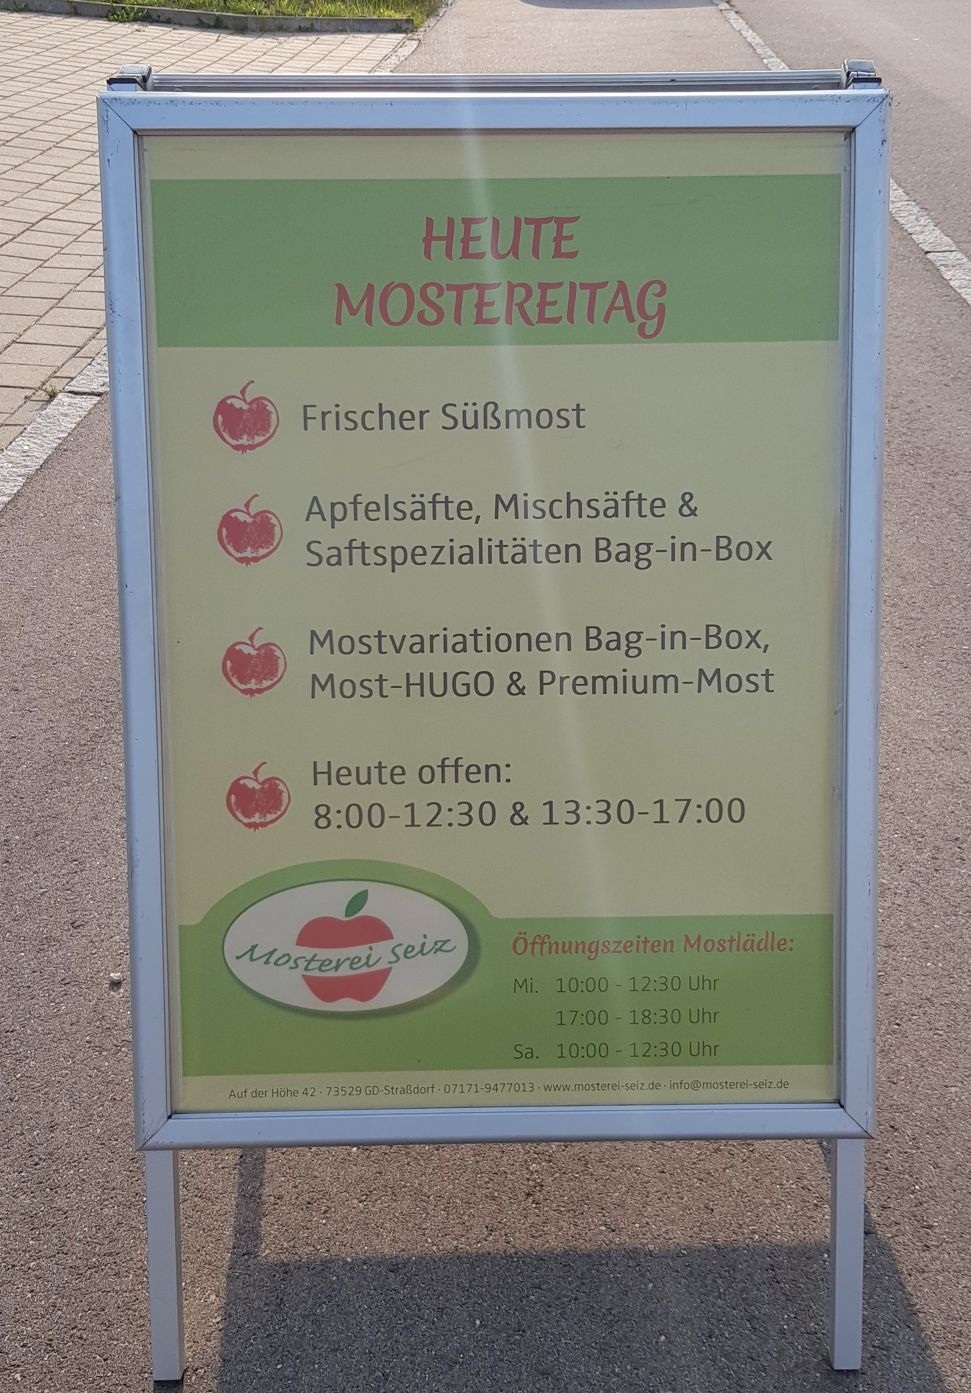 HEUTE
MOSTEREITAG
Frischer Süßmost
Apfelsäfte, Mischsäfte &
Saftspezialitäten Bag-in-Box
Mostvariationen Bag-in-Box,
Most-HUGO & Premium-Most
Heute offen:
8:00-12:30 & 13:30-17:00
Mosterei Seiz
Öffnungszeiten Mostlädle:
Mi. 10:00 - 12:30 Uhr
17:00 - 18:30 Uhr
Sa. 10:00 - 12:30 Uhr
Auf der Höhe 42 · 73529 GD-Straßdorf · 07171-9477013 · www.mosterei-seiz.de · info@mosterei-seiz.de